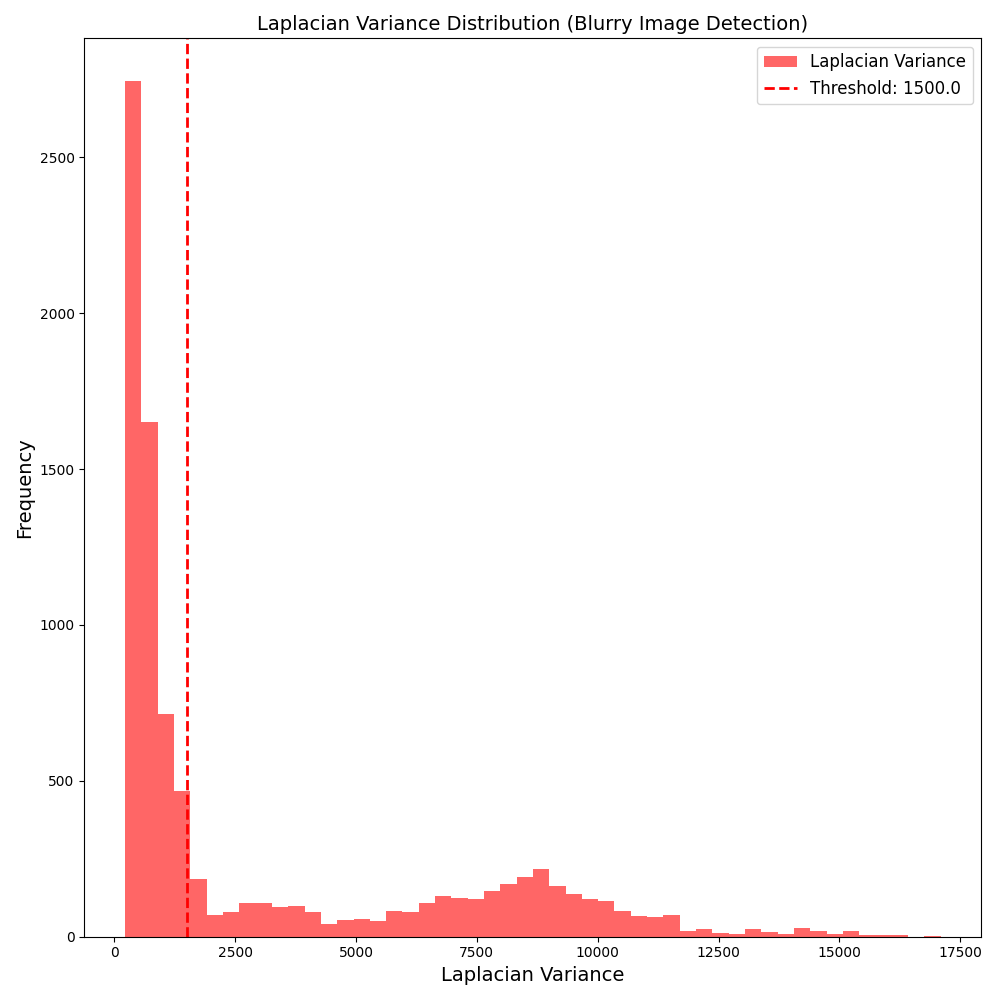 Laplacian Variance Distribution (Blurry Image Detection)
Laplacian Variance
Threshold: 1500.0
Frequency
2500
2000
1500
1000
500
0
0 2500 5000 7500 10000 12500 15000 17500
Laplacian Variance